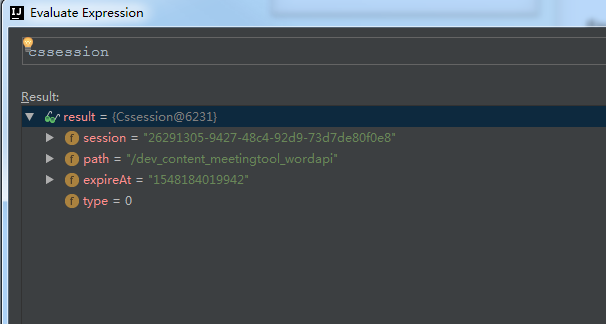 IJ Evaluate Expression
cssession
Result:
result = {Cssession@6231}
f session = "26291305-9427-48c4-92d9-73d7de80f0e8"
f path = "/dev_content_meetingtool_wordapi"
f expireAt = "1548184019942"
f type = 0